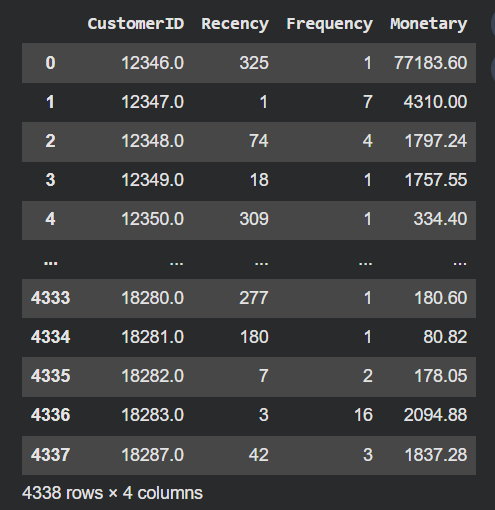 CustomerID Recency Frequency Monetary
0 12346.0 325 1 77183.60
1 12347.0 1 7 4310.00
2 12348.0 74 4 1797.24
3 12349.0 18 1 1757.55
4 12350.0 309 1 334.40
... ... ... ... ...
4333 18280.0 277 1 180.60
4334 18281.0 180 1 80.82
4335 18282.0 7 2 178.05
4336 18283.0 3 16 2094.88
4337 18287.0 42 3 1837.28
4338 rows × 4 columns